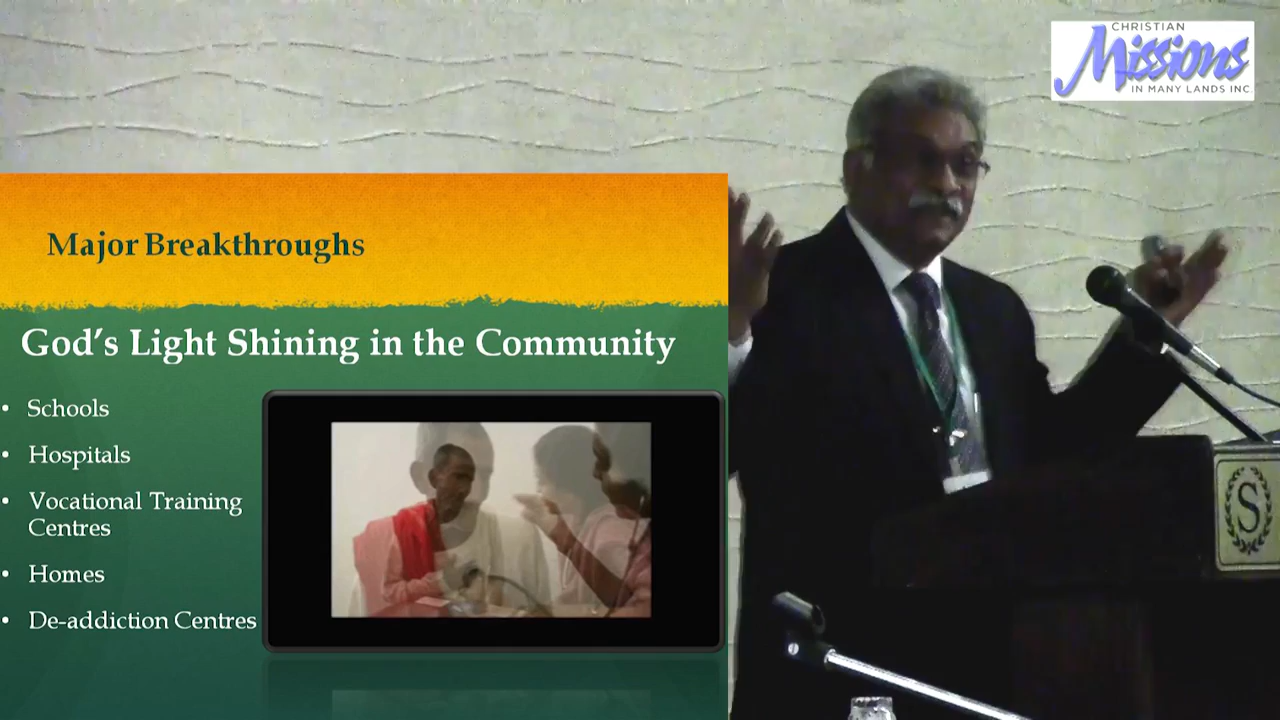 CHRISTIAN
Missions
IN MANY LANDS INC.
Major Breakthroughs
God's Light Shining in the Community
• Schools
• Hospitals
• Vocational Training
Centres
• Homes
• De-addiction Centres
S